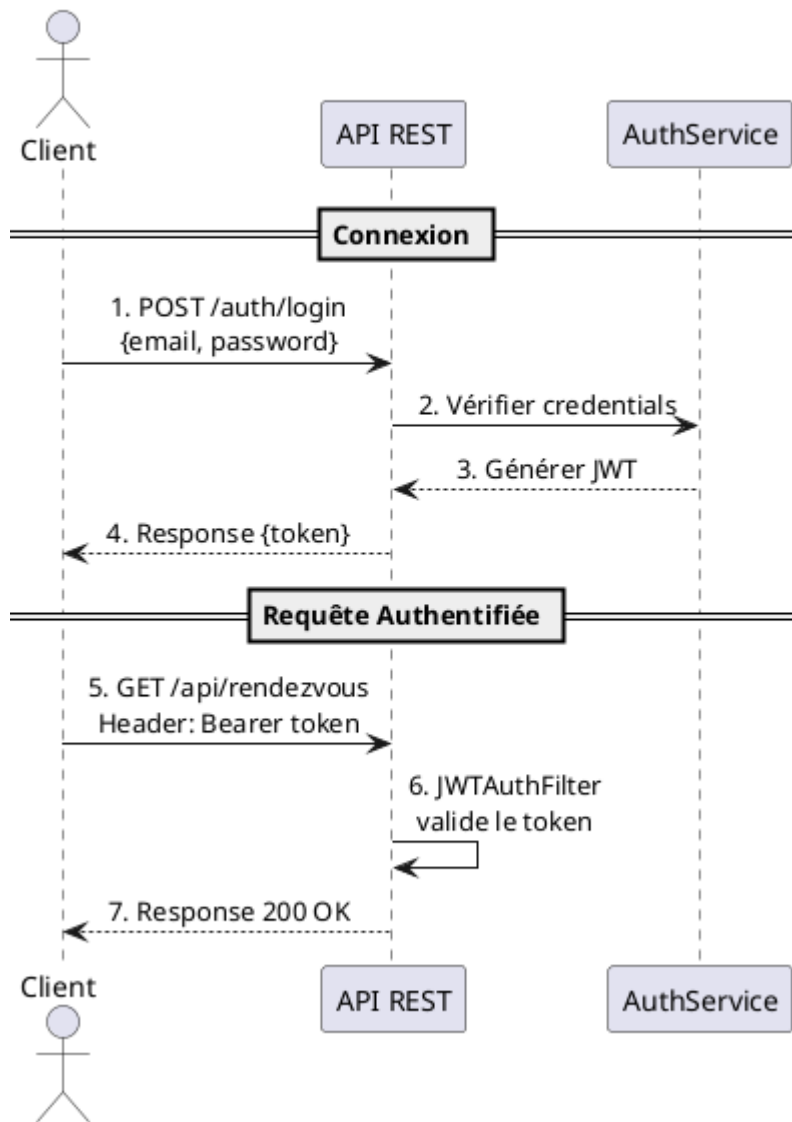 Client
API REST
AuthService
Connexion
1. POST /auth/login
{email, password}
2. Vérifier credentials
3. Générer JWT
4. Response {token}
Requête Authentifiée
5. GET /api/rendezvous
Header: Bearer token
6. JWTAuthFilter
valide le token
7. Response 200 OK
Client
API REST
AuthService